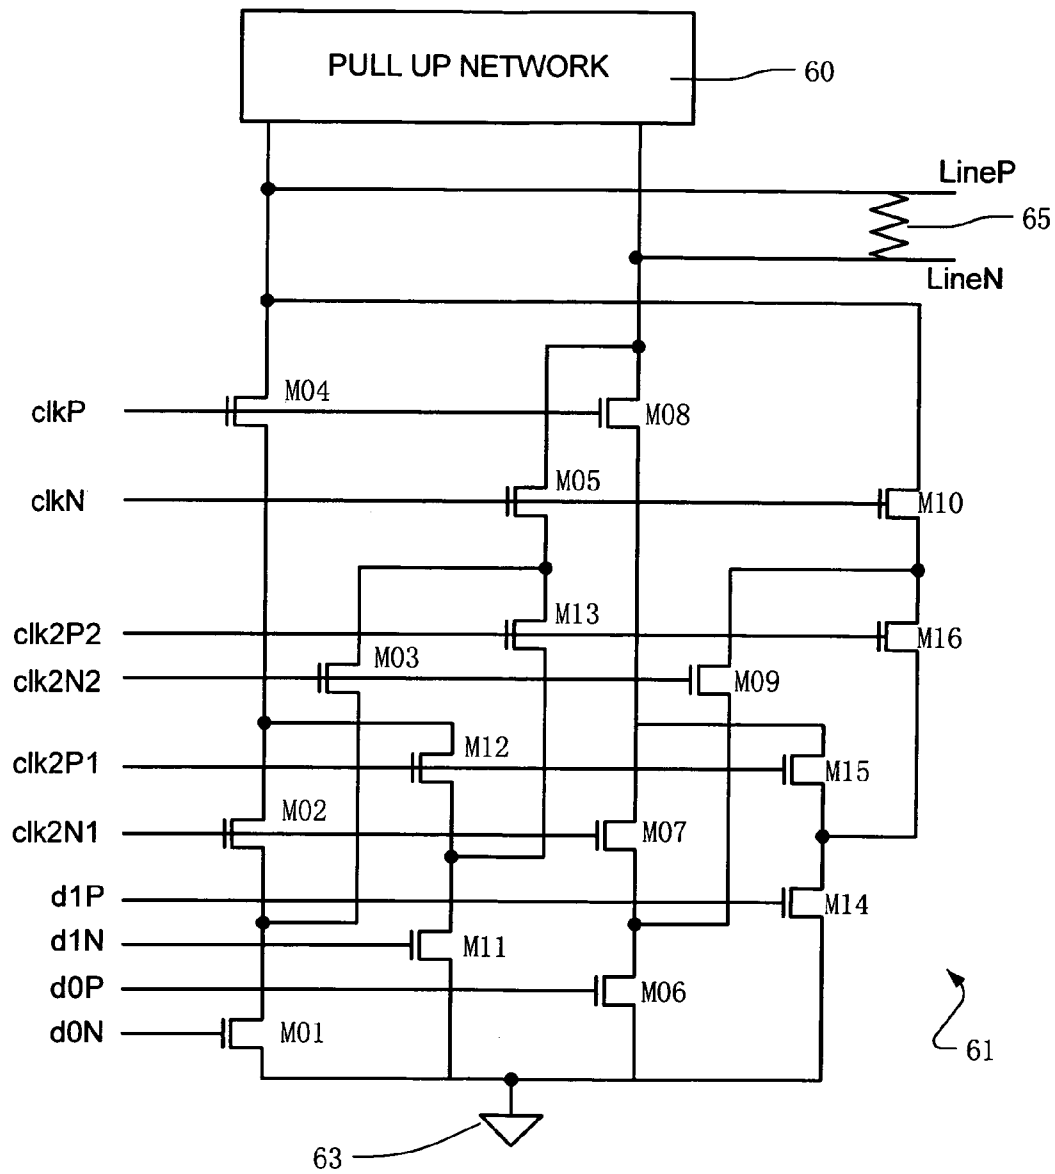 PULL UP NETWORK
60
LineP
65
LineN
M04
clkP
M08
M05
clkN
M10
M13
clk2P2
M16
M03
clk2N2
M09
M12
clk2P1
M15
M02
clk2N1
M07
d1P
M14
d1N
M11
d0P
M06
d0N
M01
61
63